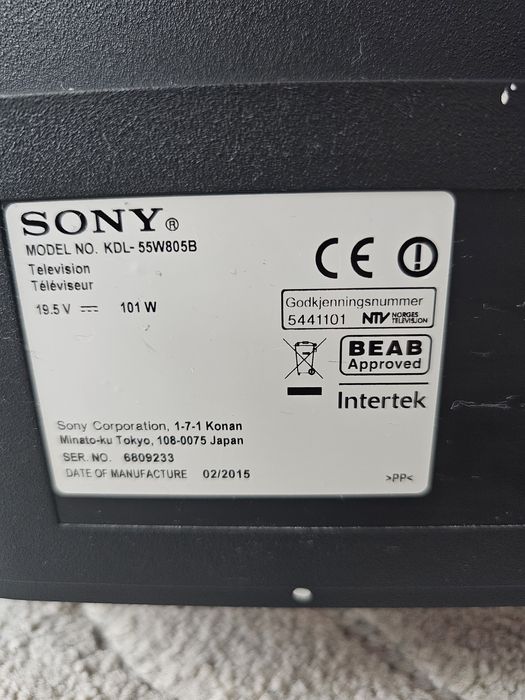 SONY®
MODEL NO. KDL-55W805B
Television
Téléviseur
19.5 V 101 W
CE
Godkjenningsnummer
5441101 NTV NORGES TELEVISJON
BEAB
Approved
Intertek
Sony Corporation, 1-7-1 Konan
Minato-ku Tokyo, 108-0075 Japan
SER. NO. 6809233
DATE OF MANUFACTURE 02/2015
>PP<